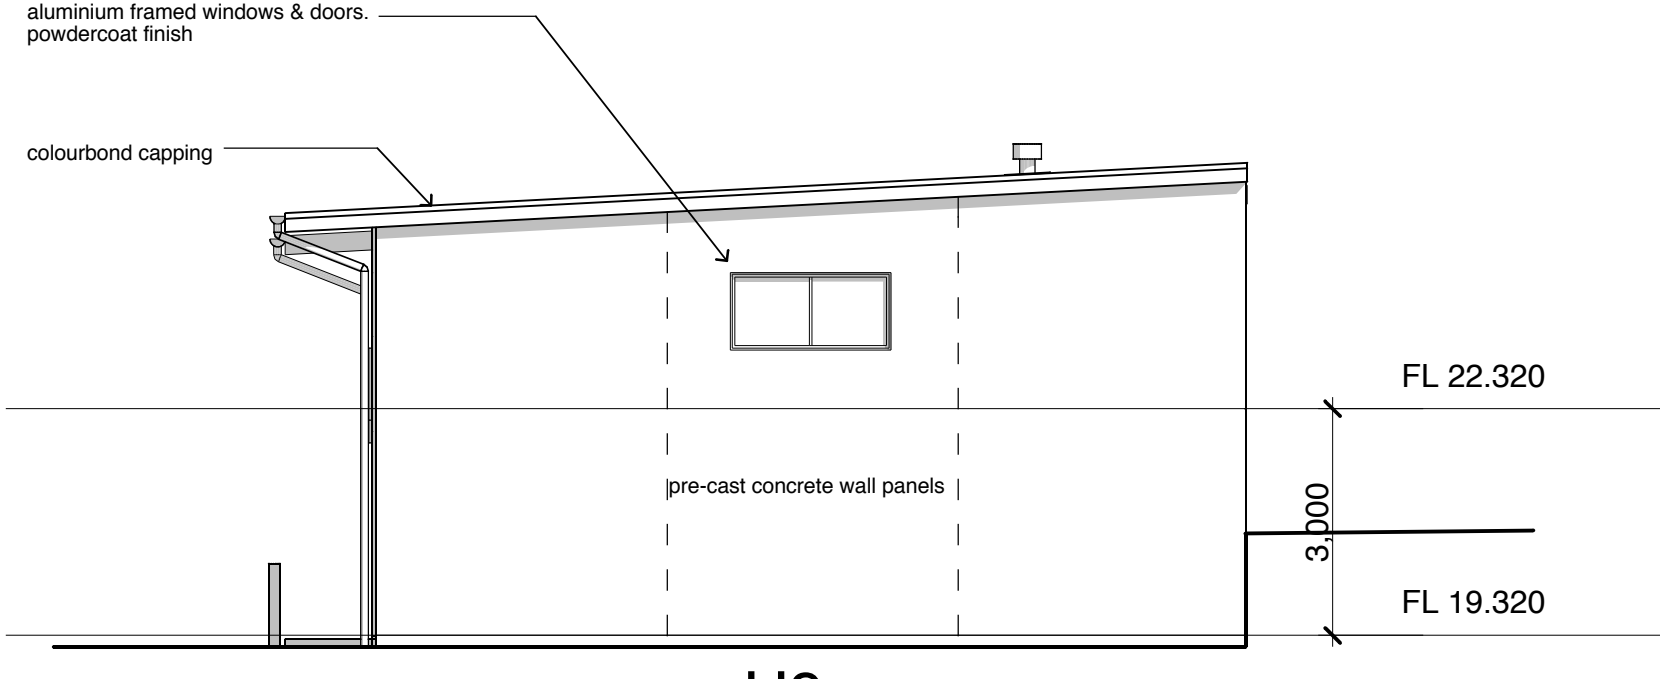 aluminium framed windows & doors.
powdercoat finish
colourbond capping
FL 22.320
pre-cast concrete wall panels
3,000
FL 19.320